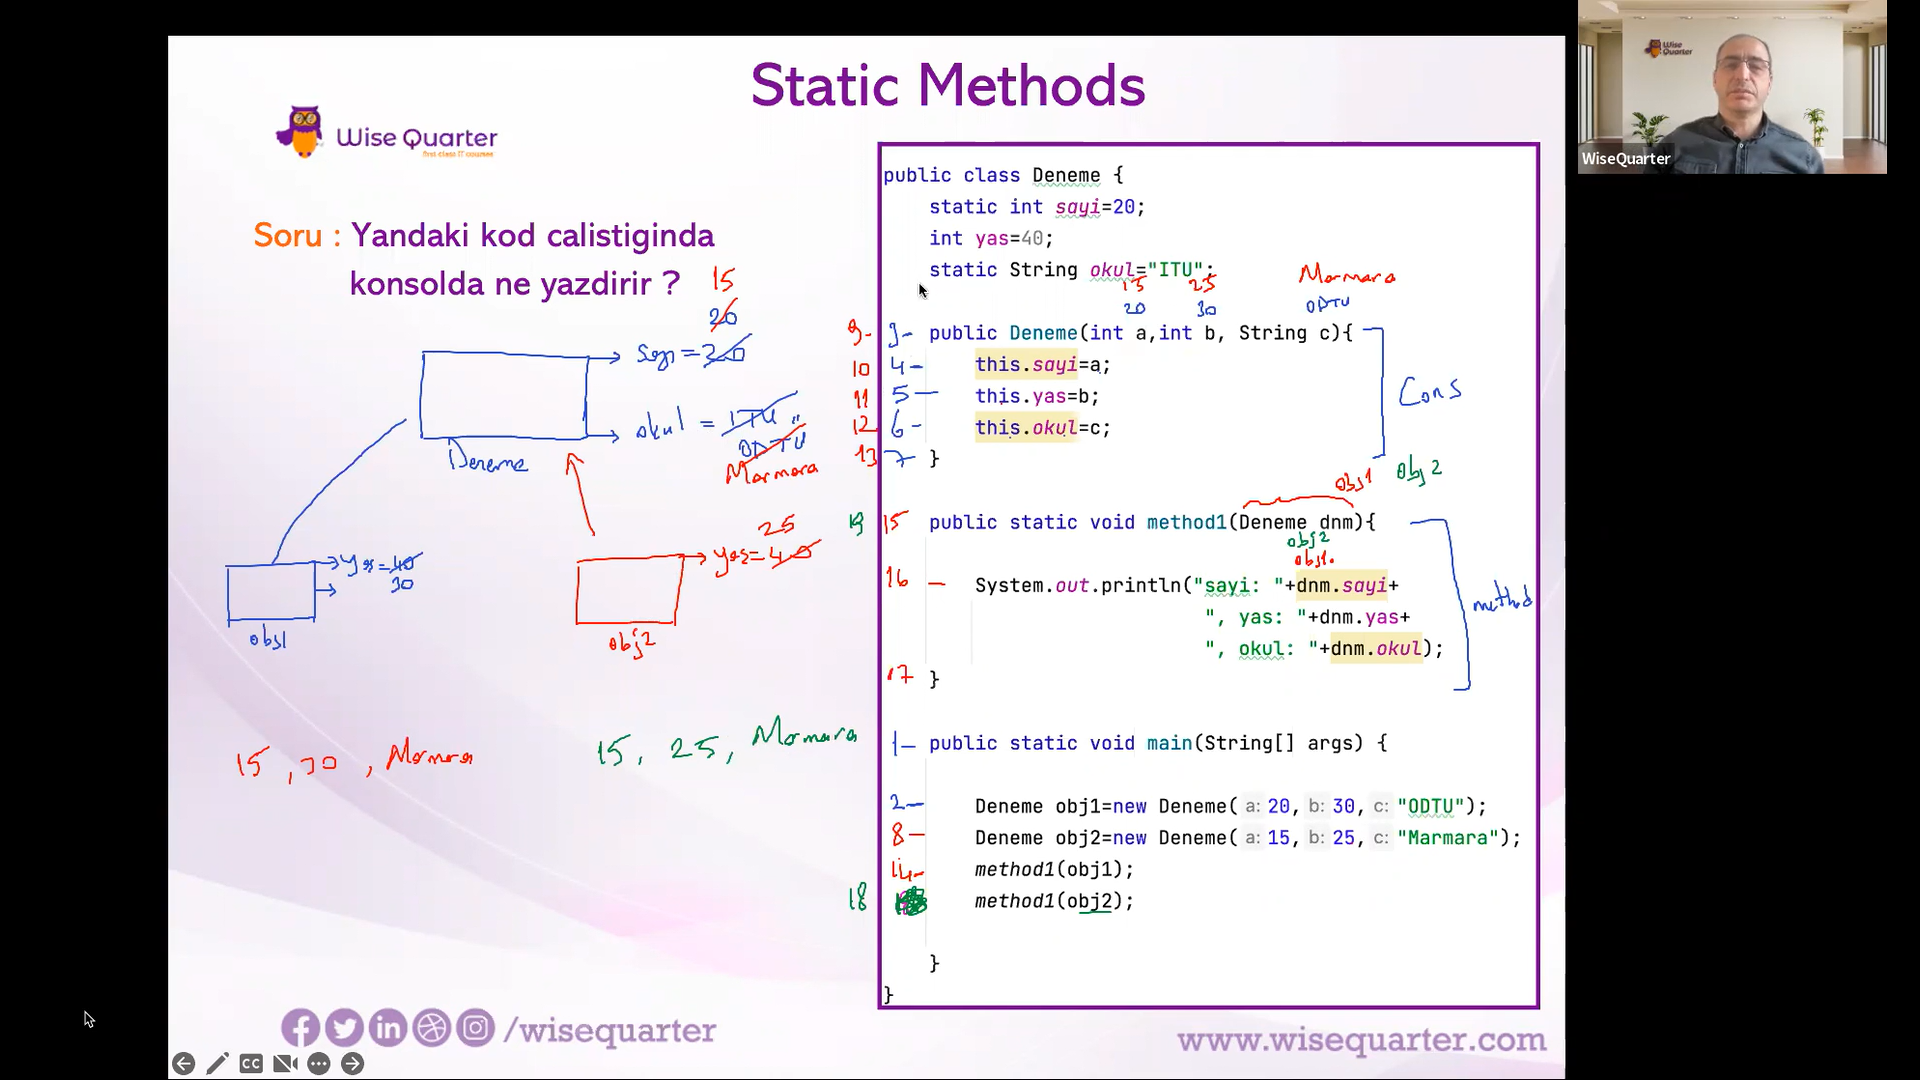 Static Methods
Wise Quarter
first class IT courses
Wise Quarter
WiseQuarter
Soru : Yandaki kod calistiginda
konsolda ne yazdirir ?
15
20
sayı = 20
okul = ITU
ODTU
Marmara
Deneme
yas = 40
30
obj1
25
yas = 40
obj2
15, 30, Marmara
15, 25, Marmara
public class Deneme {
static int sayi=20;
int yas=40;
static String okul="ITU";
15 25 Marmara
20 30 ODTU
9- 3- public Deneme(int a,int b, String c){
10 4- this.sayi=a;
11 5- this.yas=b;
12 6- this.okul=c;
13 7- }
Cons
obj1 obj2
19 15 public static void method1(Deneme dnm){
obj2
obj1
16 - System.out.println("sayi: "+dnm.sayi+
", yas: "+dnm.yas+
", okul: "+dnm.okul);
17 }
method
1- public static void main(String[] args) {
2- Deneme obj1=new Deneme( a: 20, b: 30, c: "ODTU");
8- Deneme obj2=new Deneme( a: 15, b: 25, c: "Marmara");
14- method1(obj1);
18 method1(obj2);
}
}
/wisequarter
www.wisequarter.com
CC